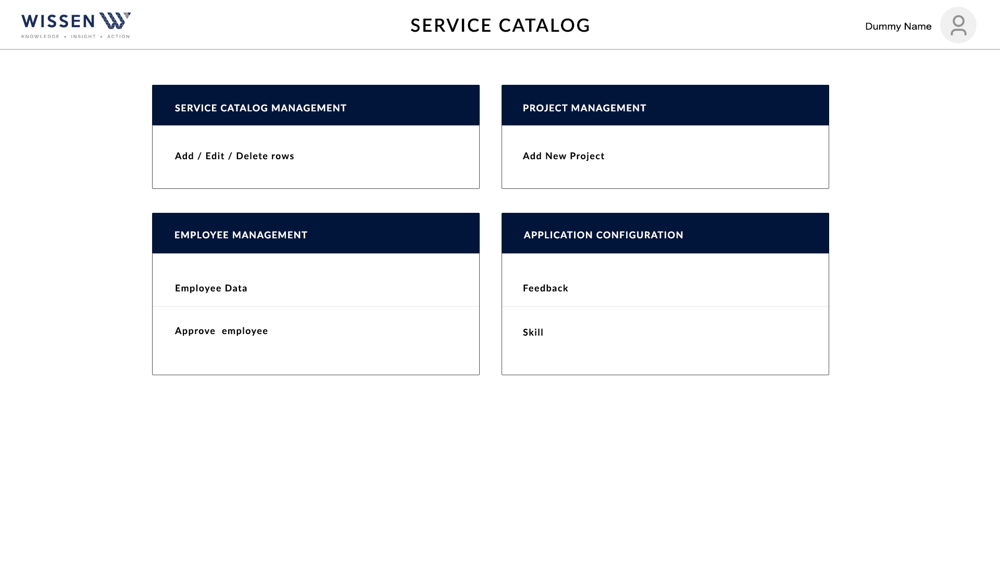 WISSEN
KNOWLEDGE ▲ INSIGHT ▲ ACTION
SERVICE CATALOG
Dummy Name
SERVICE CATALOG MANAGEMENT
Add / Edit / Delete rows
PROJECT MANAGEMENT
Add New Project
EMPLOYEE MANAGEMENT
Employee Data
Approve  employee
APPLICATION CONFIGURATION
Feedback
Skill